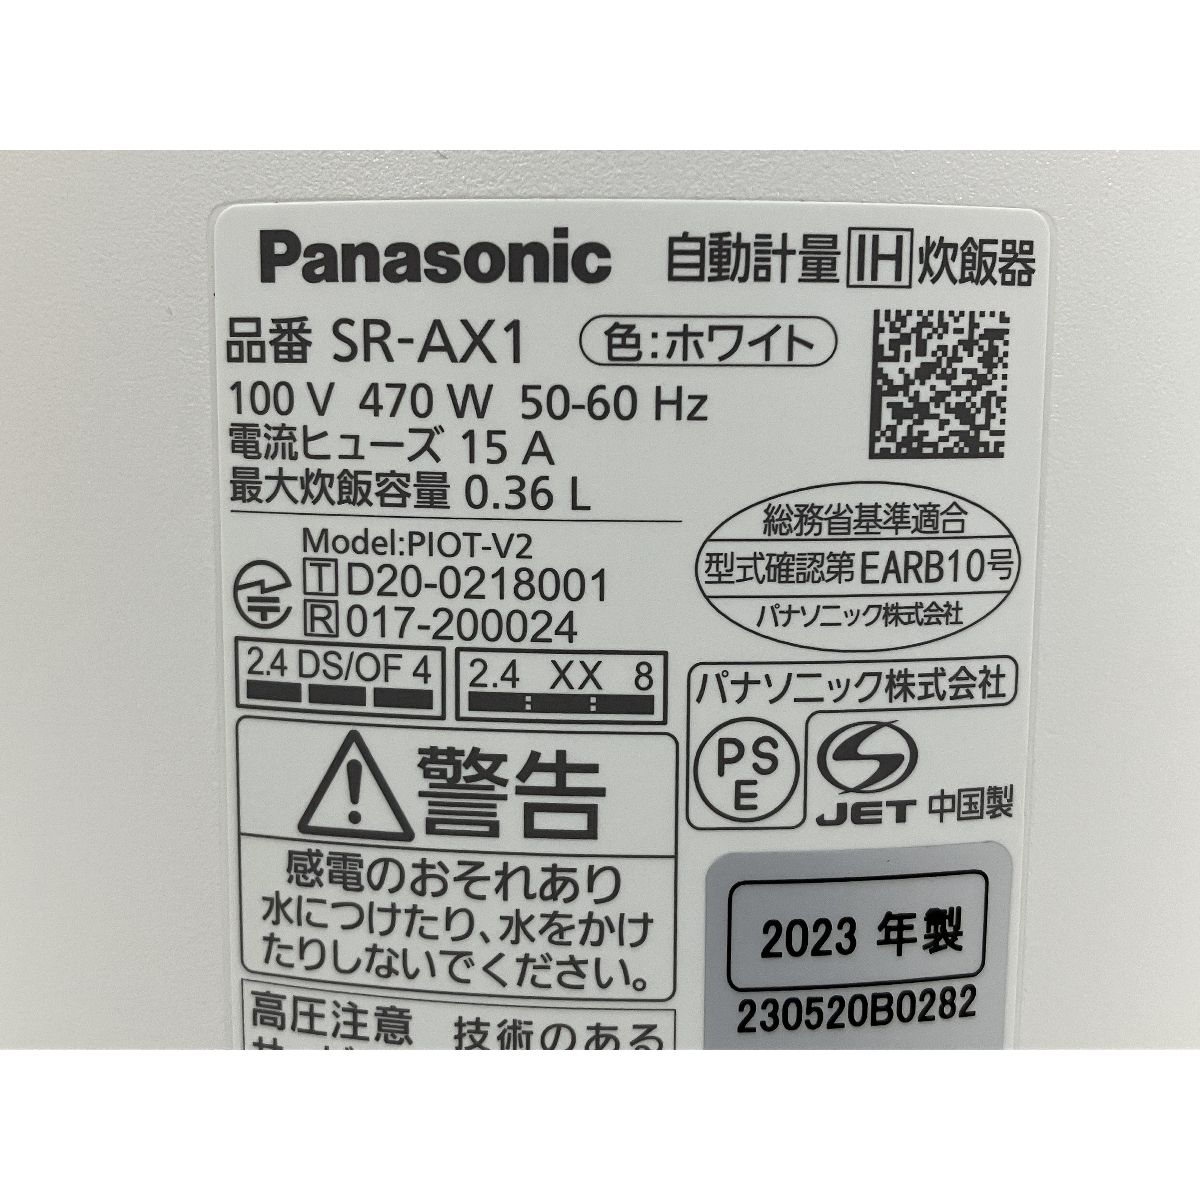 Panasonic 自動計量 IH 炊飯器
品番 SR-AX1 色:ホワイト
100 V 470 W 50-60 Hz
電流ヒューズ 15 A
最大炊飯容量 0.36 L
Model:PIOT-V2
T D20-0218001
R 017-200024
2.4 DS/OF 4
2.4 XX 8
総務省基準適合
型式確認第EARB10号
パナソニック株式会社
パナソニック株式会社
PS
E
JET 中国製
警告
感電のおそれあり
水につけたり、水をかけ
たりしないでください。
2023 年製
230520B0282
高圧注意 技術のある